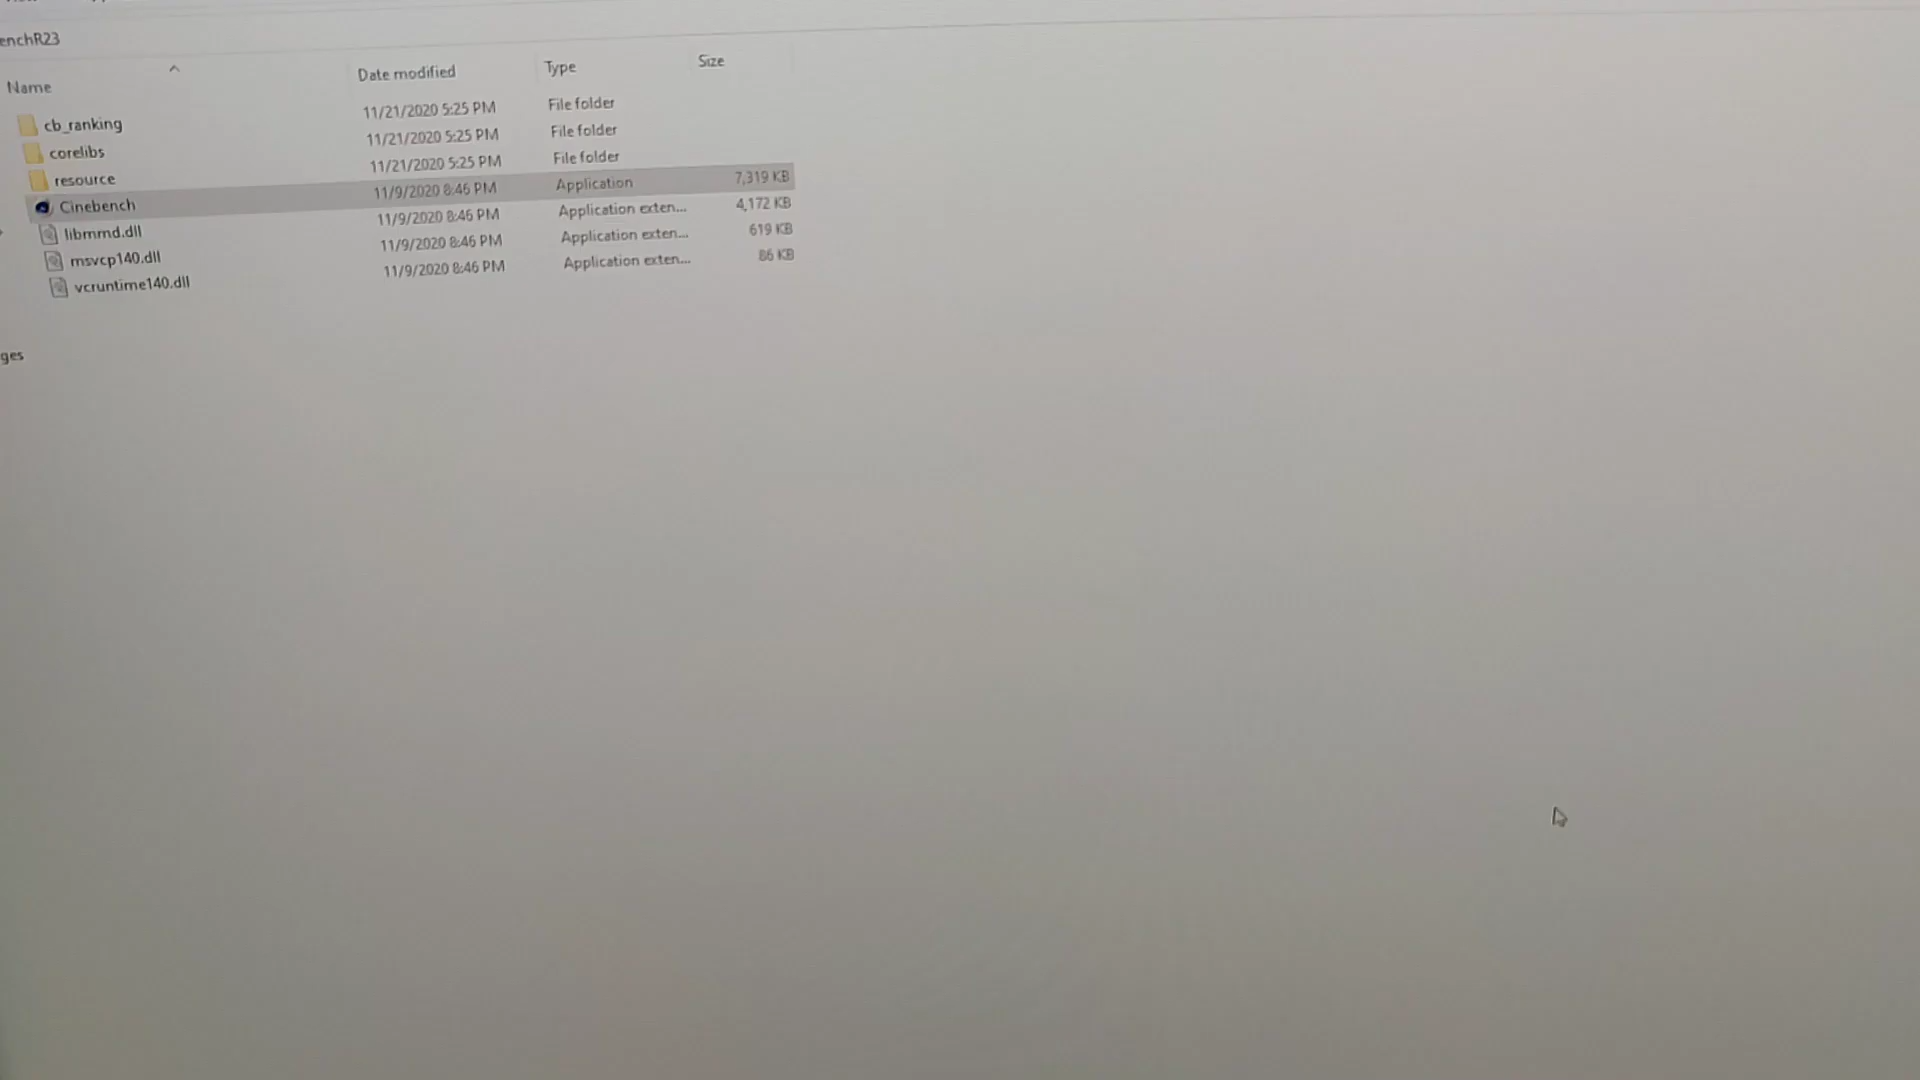 enchR23
Name Date modified Type Size
cb_ranking 11/21/2020 5:25 PM File folder
corelibs 11/21/2020 5:25 PM File folder
resource 11/21/2020 5:25 PM File folder
Cinebench 11/9/2020 8:46 PM Application 7,319 KB
libmmd.dll 11/9/2020 8:46 PM Application exten... 4,172 KB
msvcp140.dll 11/9/2020 8:46 PM Application exten... 619 KB
vcruntime140.dll 11/9/2020 8:46 PM Application exten... 86 KB
ges